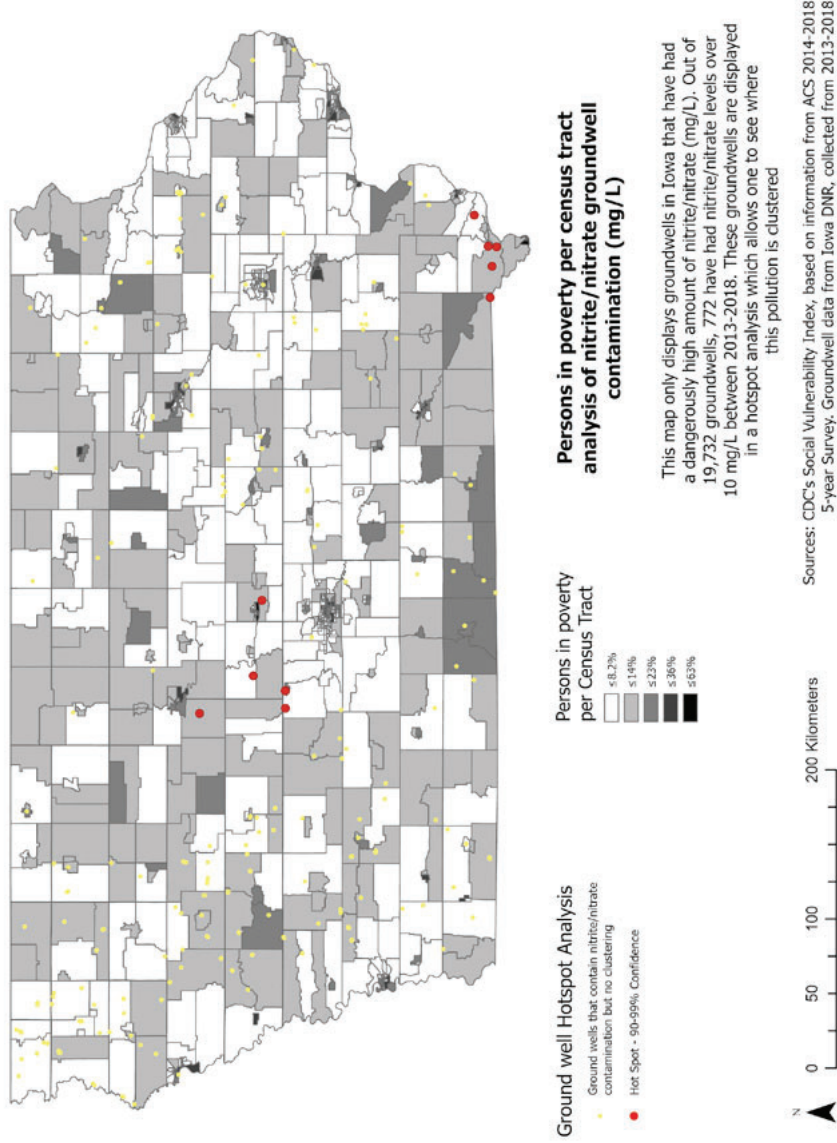 Persons in poverty per census tract
analysis of nitrite/nitrate groundwell
contamination (mg/L)
This map only displays groundwells in Iowa that have had
a dangerously high amount of nitrite/nitrate (mg/L). Out of
19,732 groundwells, 772 have had nitrite/nitrate levels over
10 mg/L between 2013-2018. These groundwells are displayed
in a hotspot analysis which allows one to see where
this pollution is clustered
Persons in poverty
per Census Tract
≤8.2%
≤14%
≤23%
≤36%
≤63%
Ground well Hotspot Analysis
Ground wells that contain nitrite/nitrate
contamination but no clustering
Hot Spot - 90-99% Confidence
N
0 50 100 200 Kilometers
Sources: CDC's Social Vulnerability Index, based on information from ACS 2014-2018
5-year Survey. Groundwell data from Iowa DNR, collected from 2013-2018